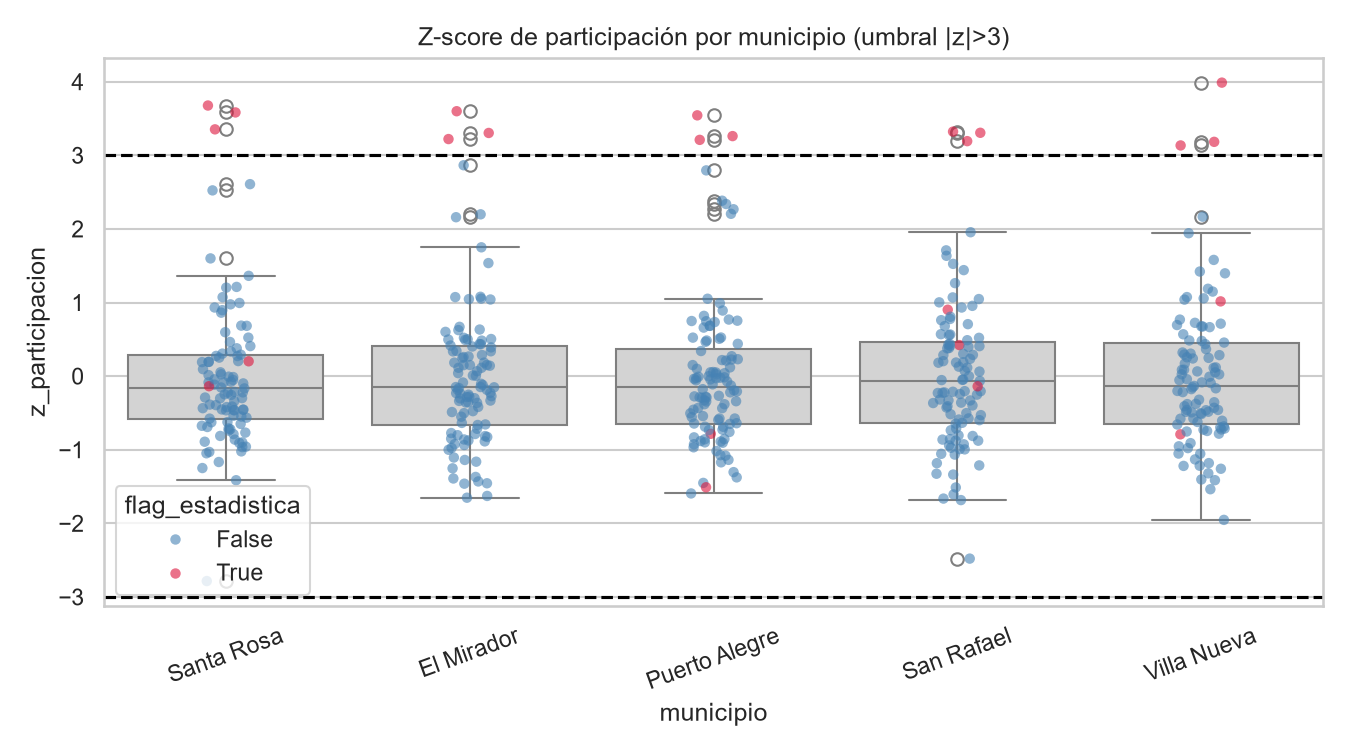 Z-score de participación por municipio (umbral |z|>3)
z_participacion
4
3
2
1
0
−1
−2
−3
flag_estadistica
False
True
Santa Rosa
El Mirador
Puerto Alegre
San Rafael
Villa Nueva
municipio